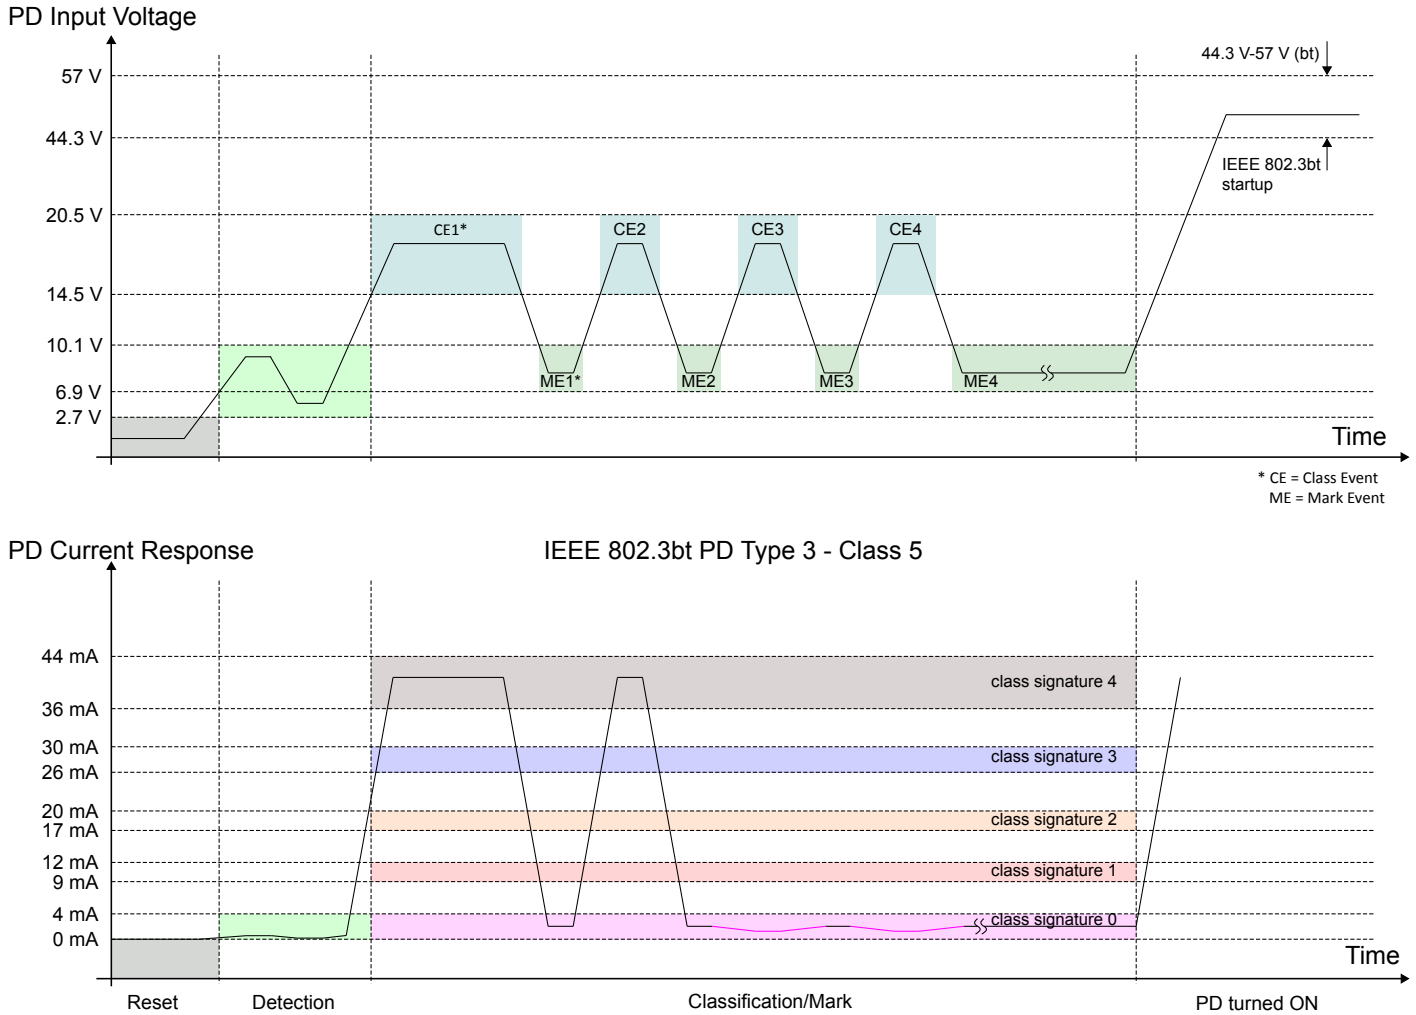 PD Input Voltage
44.3 V-57 V (bt)
57 V
44.3 V
IEEE 802.3bt
startup
20.5 V
CE1*
CE2
CE3
CE4
14.5 V
10.1 V
ME1*
ME2
ME3
ME4
6.9 V
2.7 V
Time
* CE = Class Event
ME = Mark Event
PD Current Response
IEEE 802.3bt PD Type 3 - Class 5
44 mA
class signature 4
36 mA
30 mA
class signature 3
26 mA
20 mA
class signature 2
17 mA
12 mA
class signature 1
9 mA
4 mA
class signature 0
0 mA
Time
Reset
Detection
Classification/Mark
PD turned ON